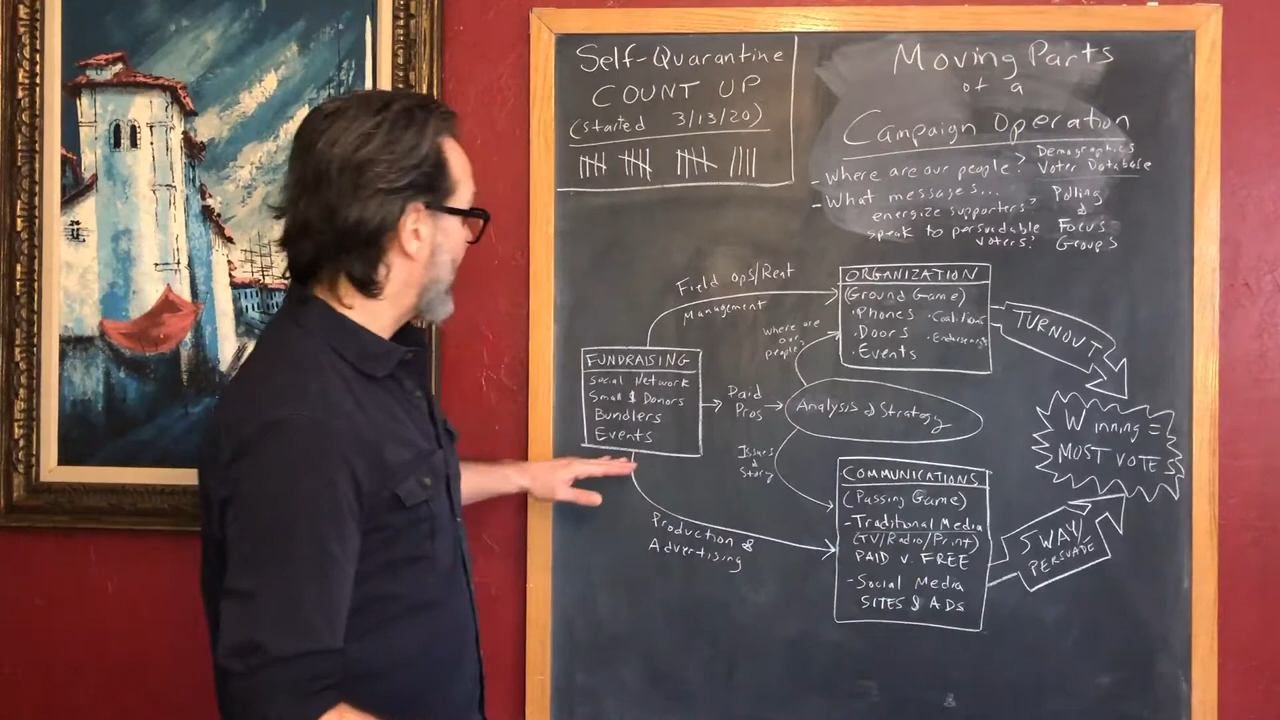 Self-Quarantine
COUNT UP
(started 3/13/20)
Moving Parts
of a
Campaign Operation
- Where are our people? Demographics
Voter Database
- What messages...
energize supporters?
speak to persuadable
voters?
Polling
&
Focus
Groups
Field ops/Rent
Management
ORGANIZATION
(Ground Game)
· Phones · Coalitions
· Doors
· Events
TURNOUT
Where are
our
people?
FUNDRAISING
Social Network
Small $ Donors
Bundlers
Events
Paid
Pros
Analysis & Strategy
Winning =
MOST VOTES
Issues
&
Story
COMMUNICATIONS
(Passing Game)
- Traditional Media
(TV/Radio/Print)
PAID v. FREE
- Social Media
SITES & ADS
SWAY/
PERSUADE
Production &
Advertising